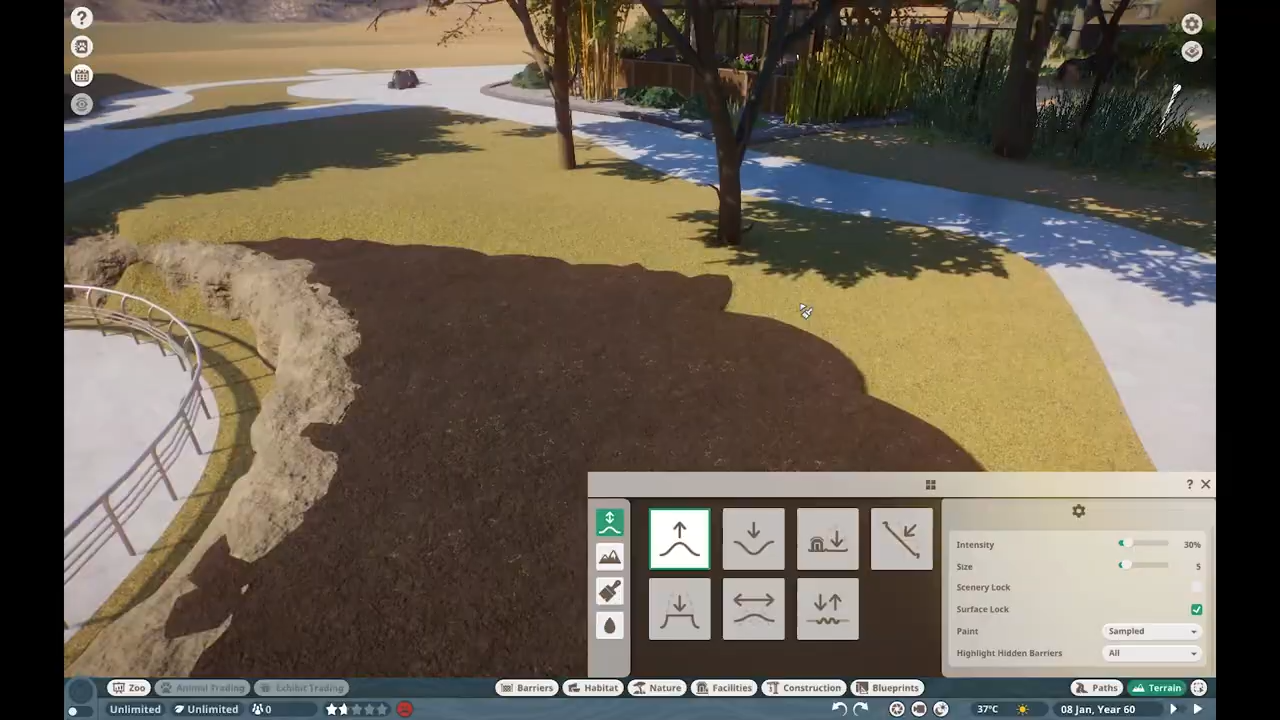 ?
? ×
Intensity 30%
Size 5
Scenery Lock
Surface Lock
Paint Sampled
Highlight Hidden Barriers All
Zoo Animal Trading Exhibit Trading Barriers Habitat Nature Facilities Construction Blueprints Paths Terrain
Unlimited Unlimited 0 37°C 08 Jan, Year 60